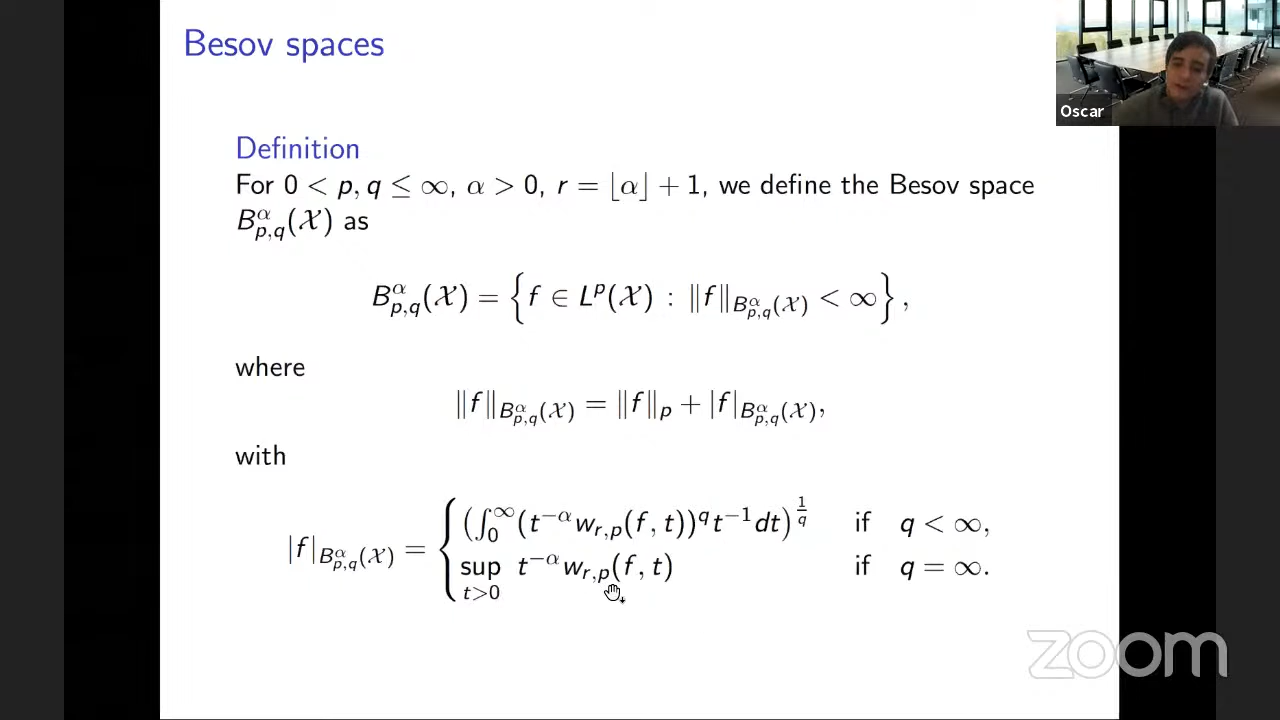 Besov spaces
Oscar
Definition
For 0 < p, q ≤ ∞, α > 0, r = ⌊α⌋ + 1, we define the Besov space
B^α_{p,q}(𝒳) as
B^α_{p,q}(𝒳) = { f ∈ L^p(𝒳) : ‖f‖_{B^α_{p,q}(𝒳)} < ∞ } ,
where
‖f‖_{B^α_{p,q}(𝒳)} = ‖f‖_p + |f|_{B^α_{p,q}(𝒳)},
with
|f|_{B^α_{p,q}(𝒳)} = { (∫_0^∞ (t^{−α} w_{r,p}(f, t))^q t^{−1} dt)^{1/q} if q < ∞,
sup_{t>0} t^{−α} w_{r,p}(f, t) if q = ∞.
zoom